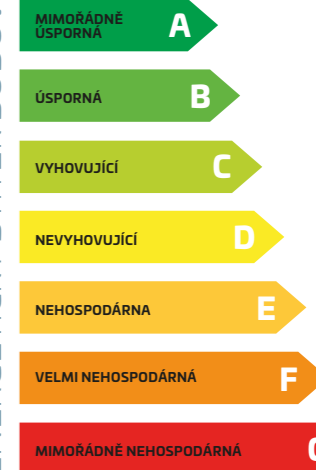 MIMOŘÁDNĚ
ÚSPORNÁ A
ÚSPORNÁ B
VYHOVUJÍCÍ C
NEVYHOVUJÍCÍ D
NEHOSPODÁRNA E
VELMI NEHOSPODÁRNÁ F
MIMOŘÁDNĚ NEHOSPODÁRNÁ G